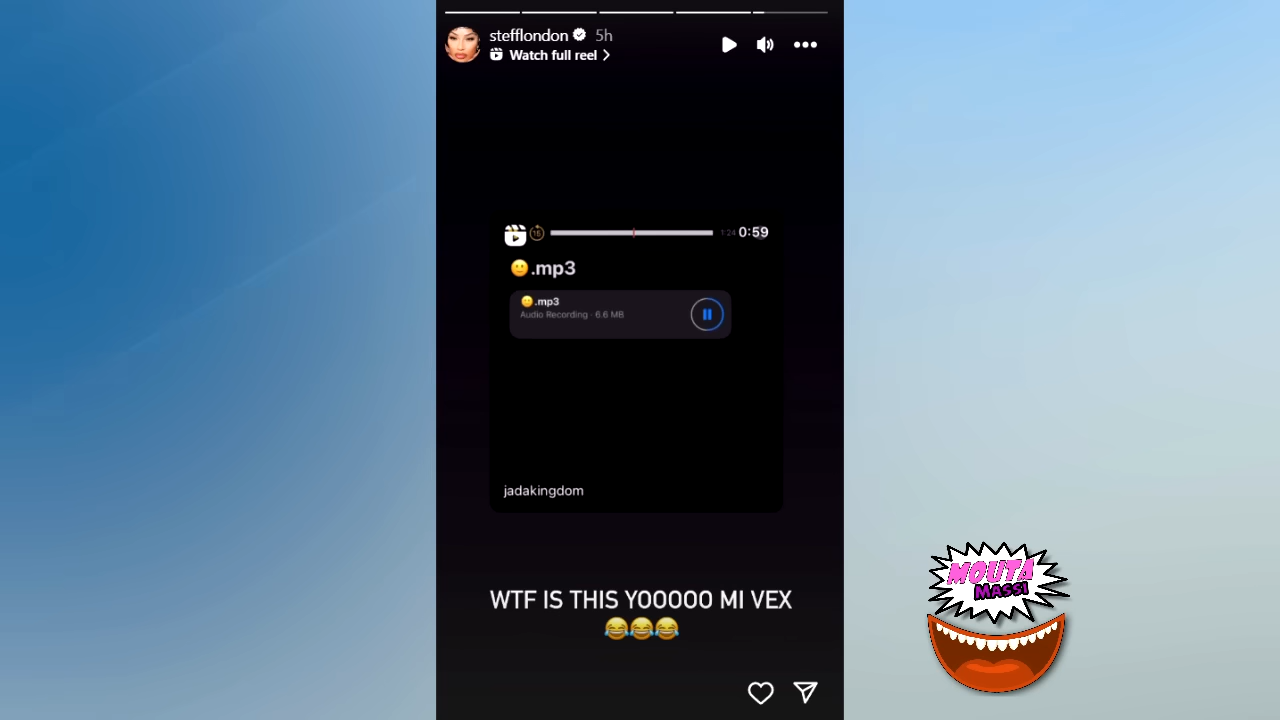 stefflondon 5h
Watch full reel
15 1:24 0:59
🙂.mp3
🙂.mp3
Audio Recording · 6.6 MB
jadakingdom
WTF IS THIS YOOOOO MI VEX
😂😂😂
MOUTA
MASSI